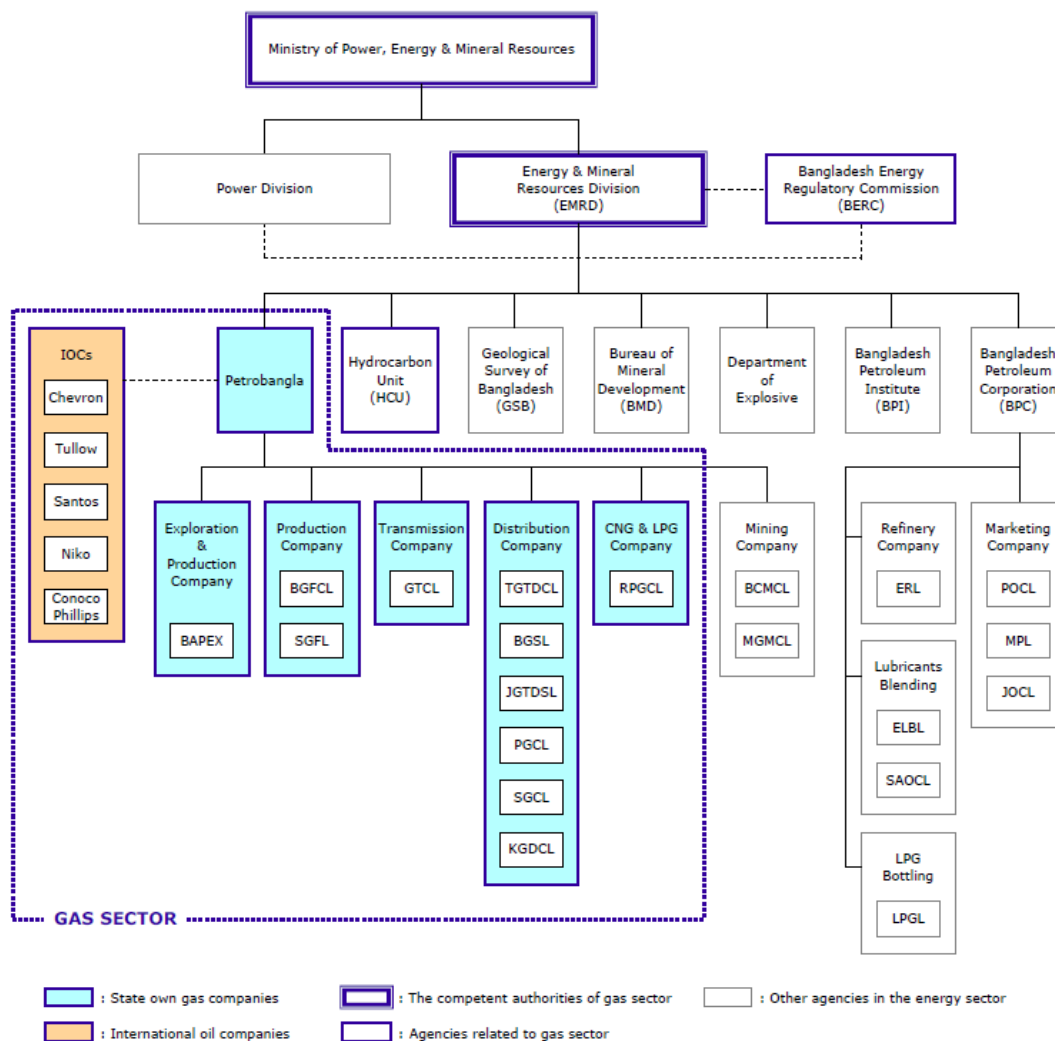 Ministry of Power, Energy & Mineral Resources
Power Division
Energy & Mineral
Resources Division
(EMRD)
Bangladesh Energy
Regulatory Commission
(BERC)
IOCs
Chevron
Tullow
Santos
Niko
Conoco
Phillips
Petrobangla
Hydrocarbon
Unit
(HCU)
Geological
Survey of
Bangladesh
(GSB)
Bureau of
Mineral
Development
(BMD)
Department
of
Explosive
Bangladesh
Petroleum
Institute
(BPI)
Bangladesh
Petroleum
Corporation
(BPC)
Exploration
&
Production
Company
BAPEX
Production
Company
BGFCL
SGFL
Transmission
Company
GTCL
Distribution
Company
TGTDCL
BGSL
JGTDSL
PGCL
SGCL
KGDCL
CNG & LPG
Company
RPGCL
Mining
Company
BCMCL
MGMCL
Refinery
Company
ERL
Lubricants
Blending
ELBL
SAOCL
LPG
Bottling
LPGL
Marketing
Company
POCL
MPL
JOCL
GAS SECTOR
: State own gas companies
: The competent authorities of gas sector
: Other agencies in the energy sector
: International oil companies
: Agencies related to gas sector